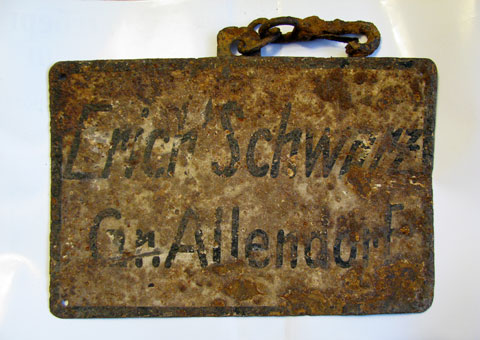 Erich Schwarz
Gr. Allendorf